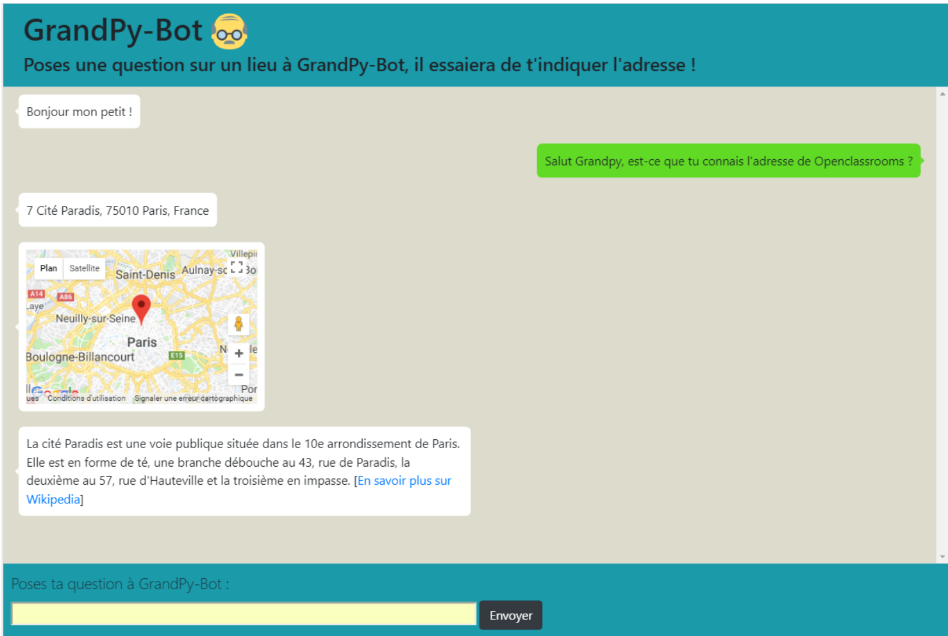 GrandPy-Bot
Poses une question sur un lieu à GrandPy-Bot, il essaiera de t'indiquer l'adresse !
Bonjour mon petit !
Salut Grandpy, est-ce que tu connais l'adresse de Openclassrooms ?
7 Cité Paradis, 75010 Paris, France
Villepi
Plan Satellite
Saint-Denis Aulnay-so
A14 A86
Laye
Neuilly-sur-Seine
Paris
Boulogne-Billancourt E15
Google
ues Conditions d'utilisation Signaler une erreur cartographique
La cité Paradis est une voie publique située dans le 10e arrondissement de Paris.
Elle est en forme de té, une branche débouche au 43, rue de Paradis, la
deuxième au 57, rue d'Hauteville et la troisième en impasse. [En savoir plus sur
Wikipedia]
Poses ta question à GrandPy-Bot :
Envoyer